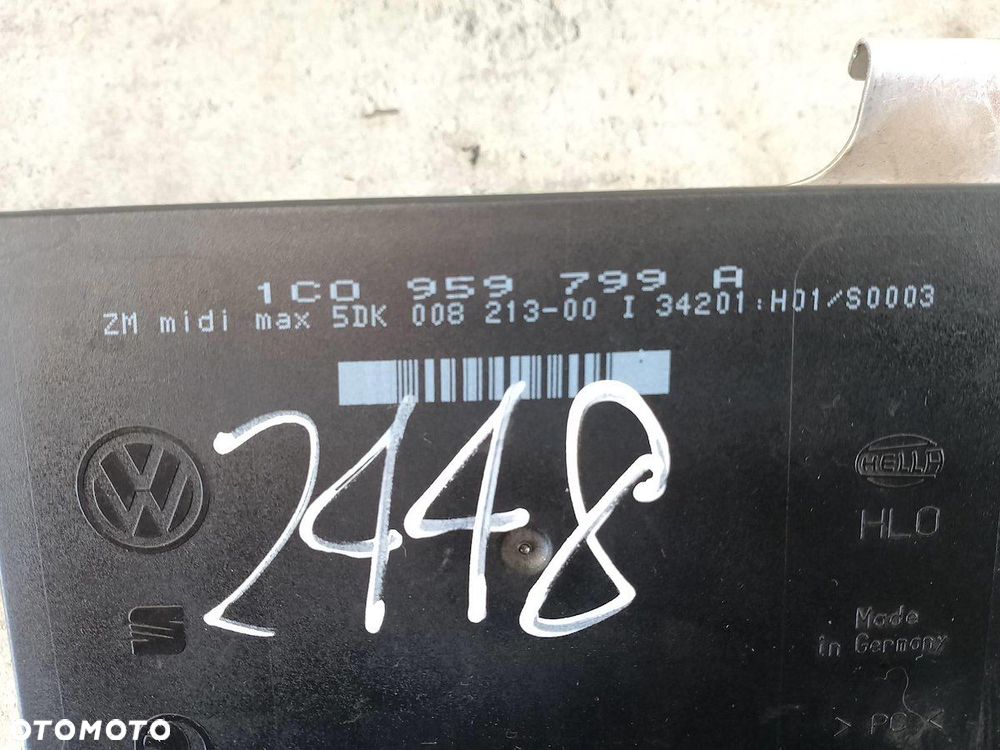 1C0 959 799 A
ZM midi max 5DK 008 213-00 I 34201:H01/S0003
2448
HELLA
HLO
Made
in Germany
OTOMOTO